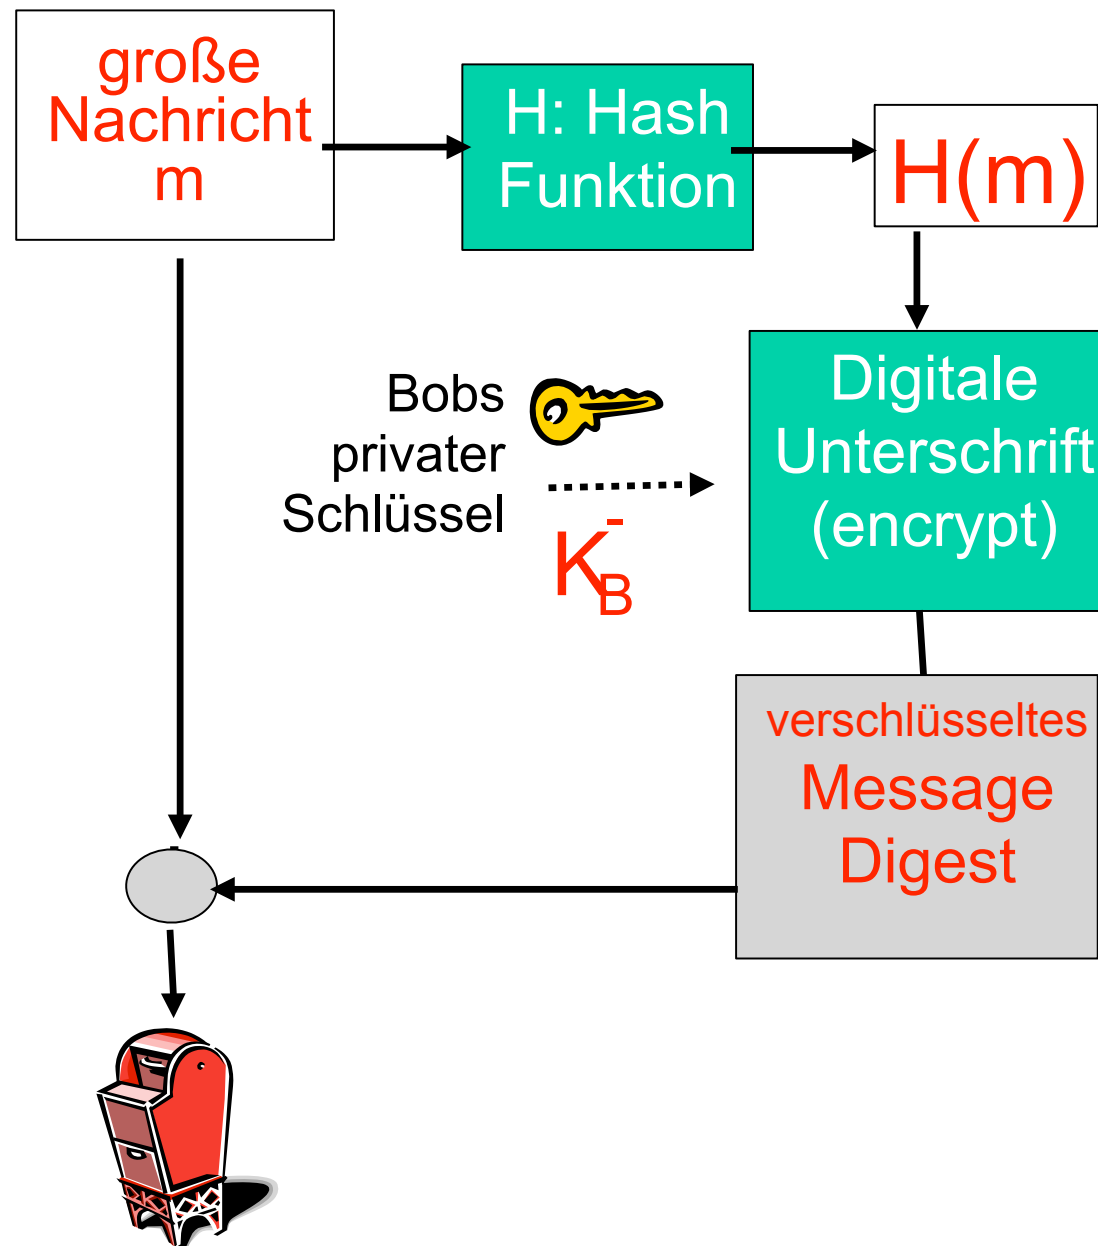 große
Nachricht
m
H: Hash
Funktion
H(m)
Bobs
privater
Schlüssel
K
-
B
Digitale
Unterschrift
(encrypt)
verschlüsseltes
Message
Digest